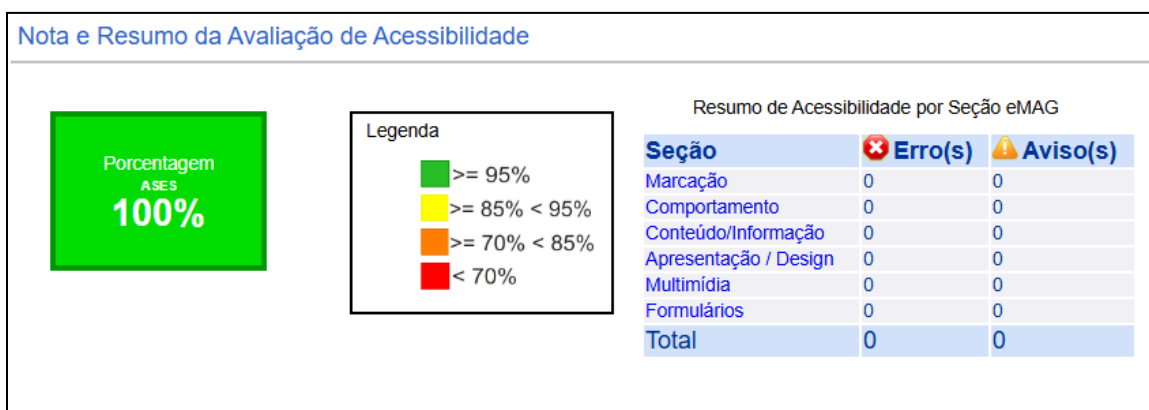 Nota e Resumo da Avaliação de Acessibilidade
Porcentagem
ASES
100%
Legenda
>= 95%
>= 85% < 95%
>= 70% < 85%
< 70%
Resumo de Acessibilidade por Seção eMAG
Seção Erro(s) Aviso(s)
Marcação 0 0
Comportamento 0 0
Conteúdo/Informação 0 0
Apresentação / Design 0 0
Multimídia 0 0
Formulários 0 0
Total 0 0